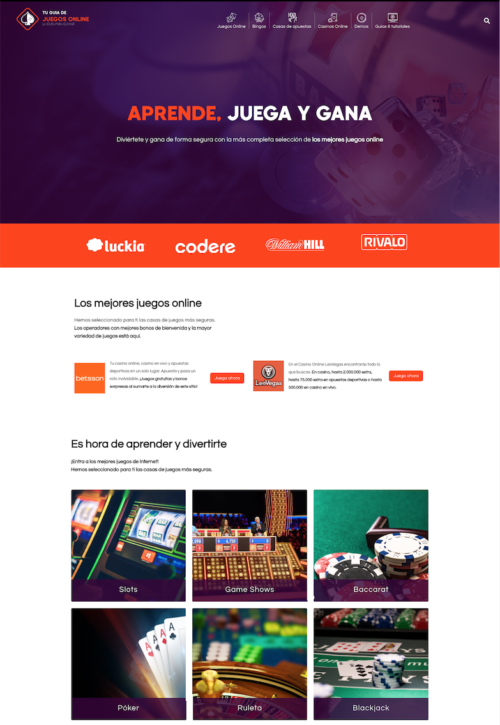 TU GUIA DE
JUEGOS ONLINE
Juegos Online
Bingos
Casas de apuestas
Casinos Online
Demos
Guías & tutoriales
APRENDE, JUEGA Y GANA
Diviértete y gana de forma segura con la más completa selección de los mejores juegos online
luckia
codere
William HILL
RIVALO
Los mejores juegos online
Hemos seleccionado para ti las casas de juegos más seguras.
Los operadores con mejores bonos de bienvenida y la mayor
variedad de juegos está aquí.
betsson
Tu casino online, casino en vivo y apuestas
deportivas en un solo lugar. Apuesta y pasa un
rato inolvidable. ¡Juegos gratuitos y bonos
sorpresas al sumarte a la diversión de este sitio!
Juega ahora
LeoVegas
En el Casino Online LeoVegas encontrarás todo lo
que buscas. En casino, hasta 2.000.000 extra,
hasta 75.000 extra en apuestas deportivas o hasta
500.000 en casino en vivo.
Juega ahora
Es hora de aprender y divertirte
¡Entra a los mejores juegos de Internet!
Hemos seleccionado para ti las casas de juegos más seguras.
Slots
Game Shows
Baccarat
Póker
Ruleta
Blackjack